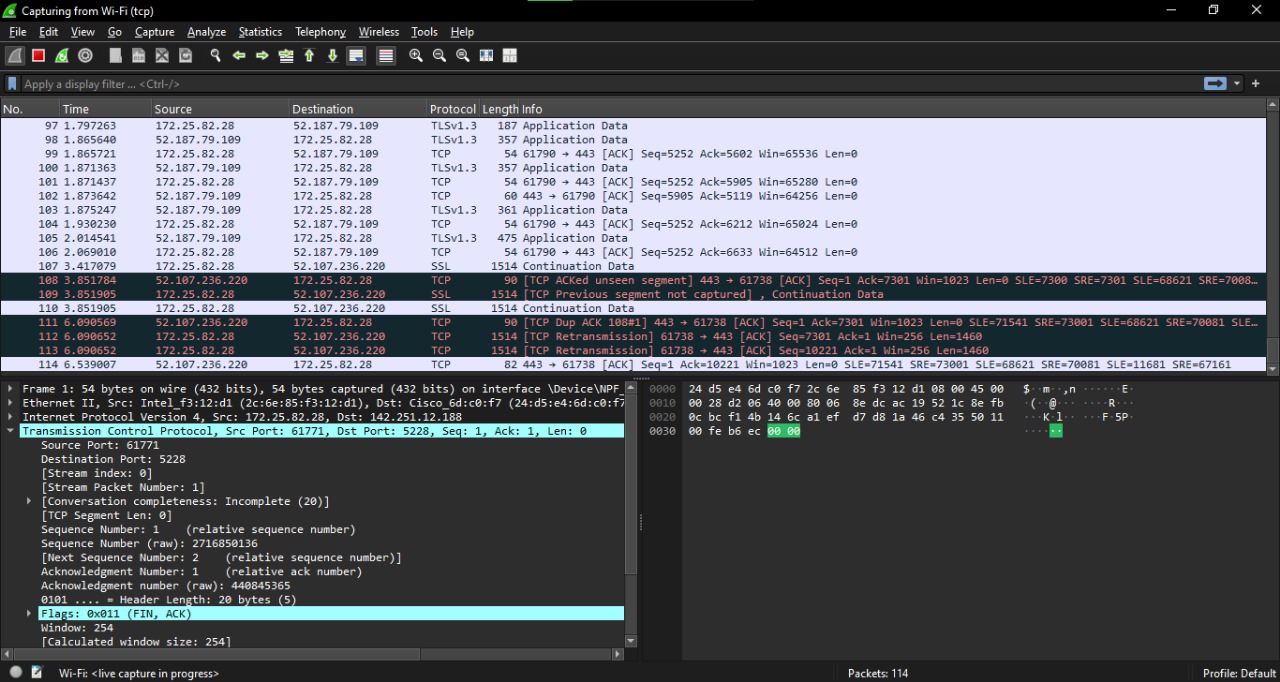 Capturing from Wi-Fi (tcp)
File Edit View Go Capture Analyze Statistics Telephony Wireless Tools Help
Apply a display filter ... <Ctrl-/>
No. Time Source Destination Protocol Length Info
97 1.797263 172.25.82.28 52.187.79.109 TLSv1.3 187 Application Data
98 1.865640 52.187.79.109 172.25.82.28 TLSv1.3 357 Application Data
99 1.865721 172.25.82.28 52.187.79.109 TCP 54 61790 → 443 [ACK] Seq=5252 Ack=5602 Win=65536 Len=0
100 1.871363 52.187.79.109 172.25.82.28 TLSv1.3 357 Application Data
101 1.871437 172.25.82.28 52.187.79.109 TCP 54 61790 → 443 [ACK] Seq=5252 Ack=5905 Win=65280 Len=0
102 1.873642 52.187.79.109 172.25.82.28 TCP 60 443 → 61790 [ACK] Seq=5905 Ack=5119 Win=64256 Len=0
103 1.875247 52.187.79.109 172.25.82.28 TLSv1.3 361 Application Data
104 1.930230 172.25.82.28 52.187.79.109 TCP 54 61790 → 443 [ACK] Seq=5252 Ack=6212 Win=65024 Len=0
105 2.014541 52.187.79.109 172.25.82.28 TLSv1.3 475 Application Data
106 2.069010 172.25.82.28 52.187.79.109 TCP 54 61790 → 443 [ACK] Seq=5252 Ack=6633 Win=64512 Len=0
107 3.417079 172.25.82.28 52.107.236.220 SSL 1514 Continuation Data
108 3.851784 52.107.236.220 172.25.82.28 TCP 90 [TCP ACKed unseen segment] 443 → 61738 [ACK] Seq=1 Ack=7301 Win=1023 Len=0 SLE=7300 SRE=7301 SLE=68621 SRE=7008…
109 3.851905 172.25.82.28 52.107.236.220 SSL 1514 [TCP Previous segment not captured] , Continuation Data
110 3.851905 172.25.82.28 52.107.236.220 SSL 1514 Continuation Data
111 6.090569 52.107.236.220 172.25.82.28 TCP 90 [TCP Dup ACK 108#1] 443 → 61738 [ACK] Seq=1 Ack=7301 Win=1023 Len=0 SLE=71541 SRE=73001 SLE=68621 SRE=70081 SLE…
112 6.090652 172.25.82.28 52.107.236.220 TCP 1514 [TCP Retransmission] 61738 → 443 [ACK] Seq=7301 Ack=1 Win=256 Len=1460
113 6.090652 172.25.82.28 52.107.236.220 TCP 1514 [TCP Retransmission] 61738 → 443 [ACK] Seq=10221 Ack=1 Win=256 Len=1460
114 6.539007 52.107.236.220 172.25.82.28 TCP 82 443 → 61738 [ACK] Seq=1 Ack=10221 Win=1023 Len=0 SLE=71541 SRE=73001 SLE=68621 SRE=70081 SLE=11681 SRE=67161
Frame 1: 54 bytes on wire (432 bits), 54 bytes captured (432 bits) on interface \Device\NPF_
Ethernet II, Src: Intel_f3:12:d1 (2c:6e:85:f3:12:d1), Dst: Cisco_6d:c0:f7 (24:d5:e4:6d:c0:f7
Internet Protocol Version 4, Src: 172.25.82.28, Dst: 142.251.12.188
Transmission Control Protocol, Src Port: 61771, Dst Port: 5228, Seq: 1, Ack: 1, Len: 0
Source Port: 61771
Destination Port: 5228
[Stream index: 0]
[Stream Packet Number: 1]
[Conversation completeness: Incomplete (20)]
[TCP Segment Len: 0]
Sequence Number: 1 (relative sequence number)
Sequence Number (raw): 2716850136
[Next Sequence Number: 2 (relative sequence number)]
Acknowledgment Number: 1 (relative ack number)
Acknowledgment number (raw): 440845365
0101 .... = Header Length: 20 bytes (5)
Flags: 0x011 (FIN, ACK)
Window: 254
[Calculated window size: 254]
0000 24 d5 e4 6d c0 f7 2c 6e 85 f3 12 d1 08 00 45 00 $··m··,n ······E·
0010 00 28 d2 06 40 00 80 06 8e dc ac 19 52 1c 8e fb ·(··@··· ····R···
0020 0c bc f1 4b 14 6c a1 ef d7 d8 1a 46 c4 35 50 11 ···K·l·· ···F·5P·
0030 00 fe b6 ec 00 00 ······
Wi-Fi: <live capture in progress>
Packets: 114
Profile: Default